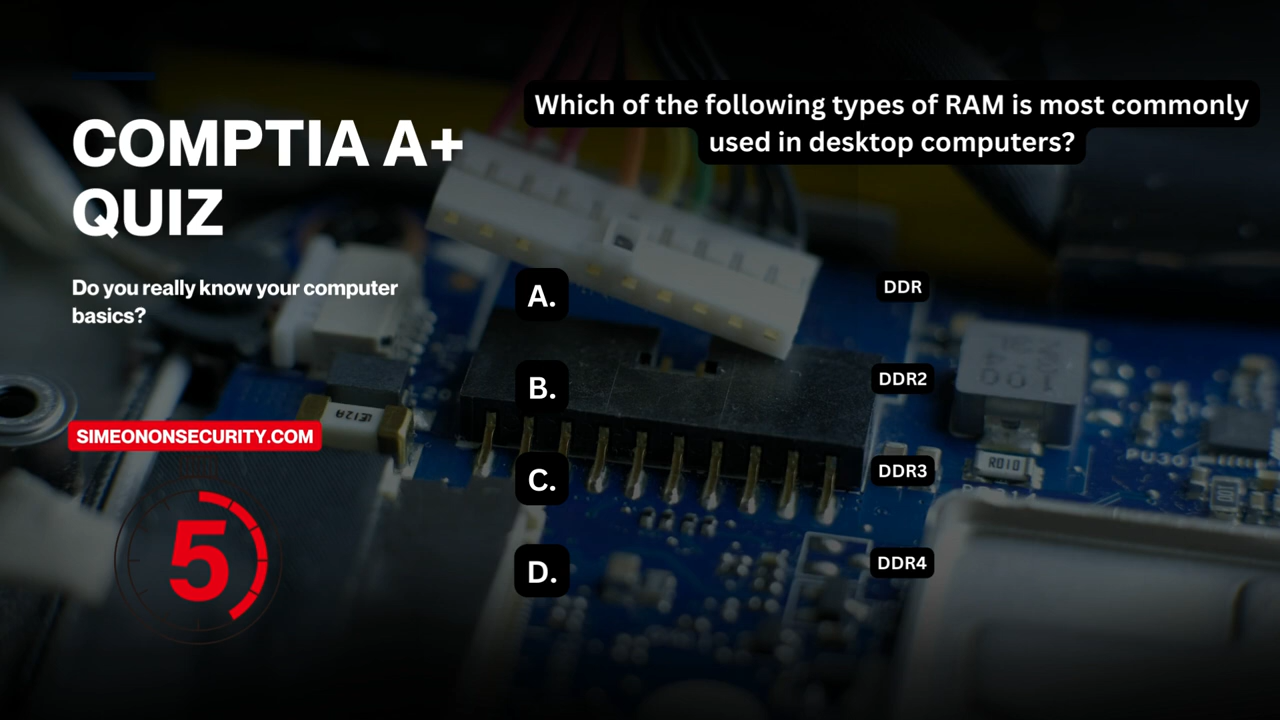 COMPTIA A+
QUIZ
Do you really know your computer
basics?
SIMEONONSECURITY.COM
5
Which of the following types of RAM is most commonly
used in desktop computers?
A.
DDR
B.
DDR2
C.
DDR3
D.
DDR4
R010